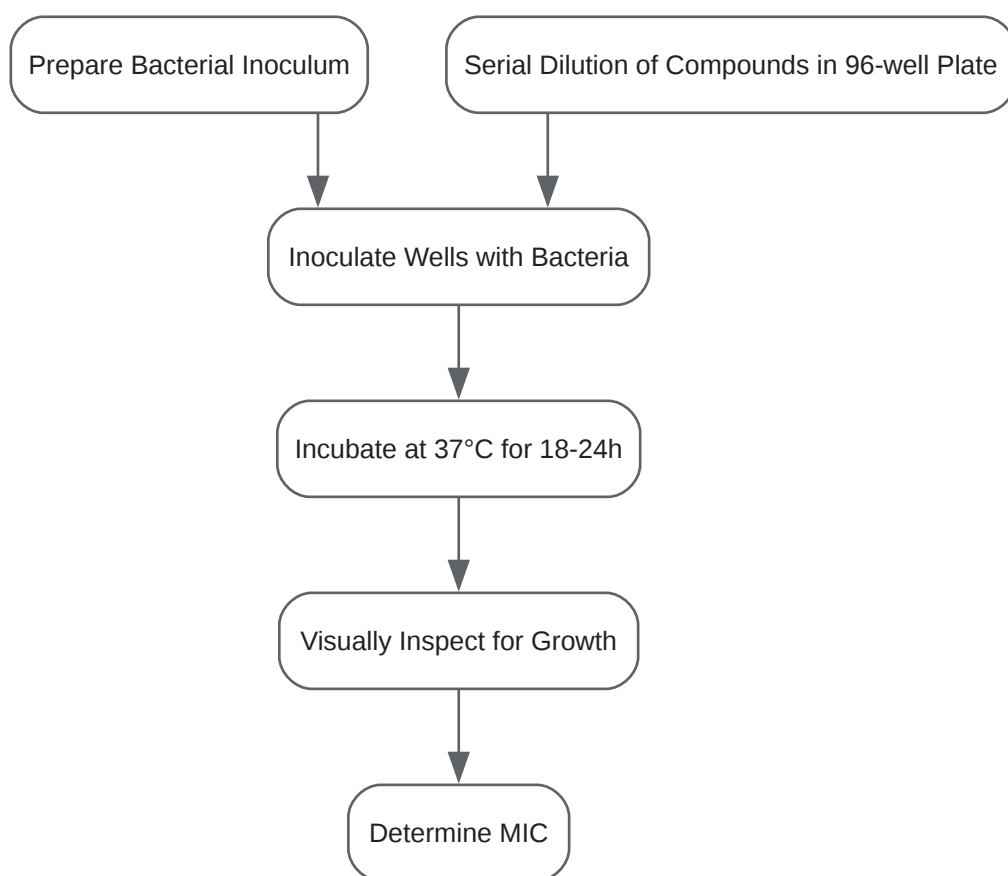 Prepare Bacterial Inoculum
Serial Dilution of Compounds in 96-well Plate
Inoculate Wells with Bacteria
Incubate at 37°C for 18-24h
Visually Inspect for Growth
Determine MIC